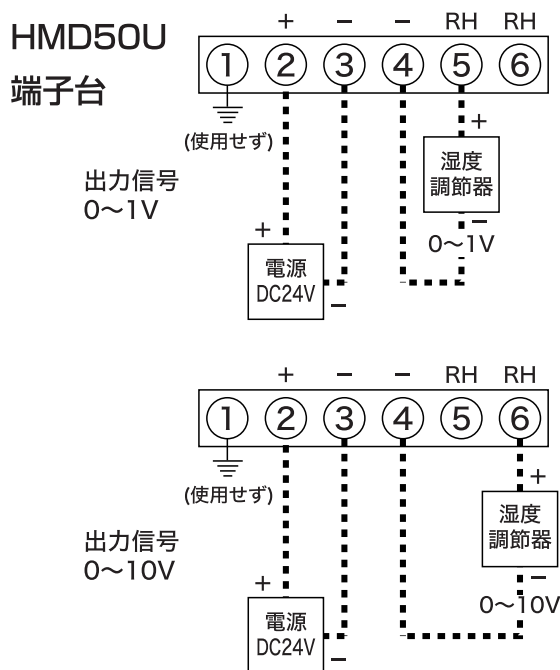 HMD50U
端子台
+ − − RH RH
① ② ③ ④ ⑤ ⑥
(使用せず)
出力信号
0〜1V
+
湿度
調節器
−
0〜1V
+
電源
DC24V
−
+ − − RH RH
① ② ③ ④ ⑤ ⑥
(使用せず)
出力信号
0〜10V
+
湿度
調節器
−
0〜10V
+
電源
DC24V
−